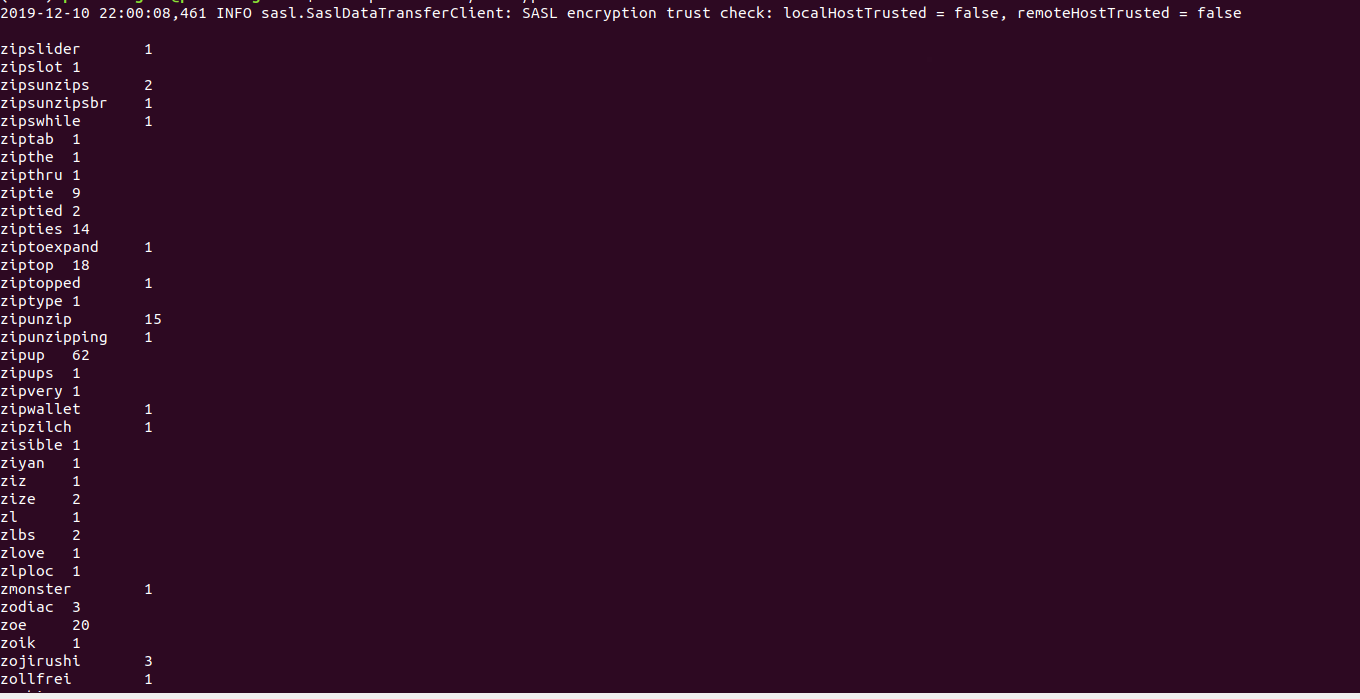 2019-12-10 22:00:08,461 INFO sasl.SaslDataTransferClient: SASL encryption trust check: localHostTrusted = false, remoteHostTrusted = false
zipslider 1
zipslot 1
zipsunzips 2
zipsunzipsbr 1
zipswhile 1
ziptab 1
zipthe 1
zipthru 1
ziptie 9
ziptied 2
zipties 14
ziptoexpand 1
ziptop 18
ziptopped 1
ziptype 1
zipunzip 15
zipunzipping 1
zipup 62
zipups 1
zipvery 1
zipwallet 1
zipzilch 1
zisible 1
ziyan 1
ziz 1
zize 2
zl 1
zlbs 2
zlove 1
zlploc 1
zmonster 1
zodiac 3
zoe 20
zoik 1
zojirushi 3
zollfrei 1